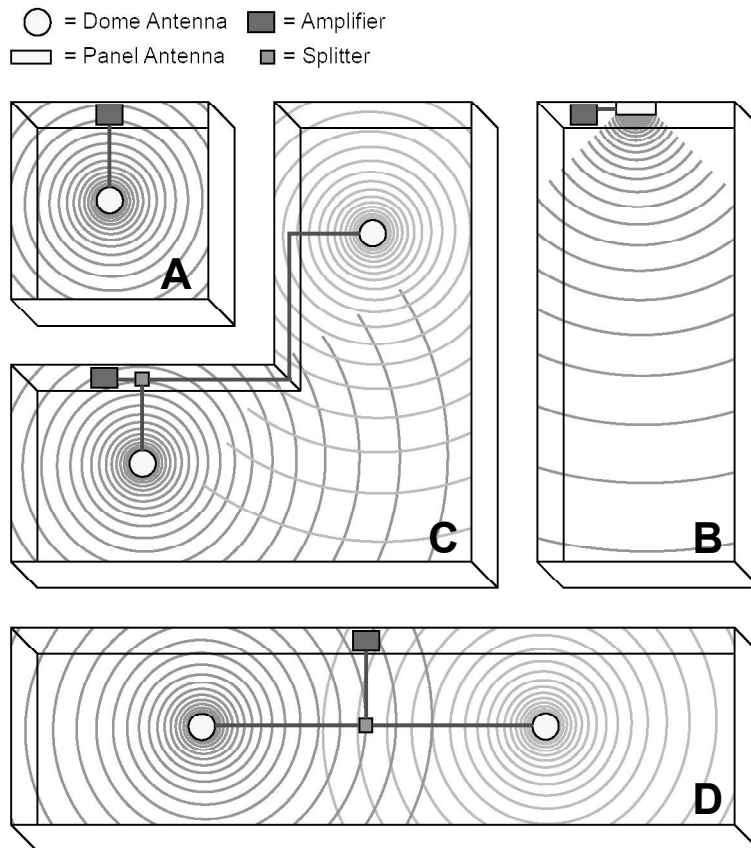 = Dome Antenna = Amplifier
= Panel Antenna = Splitter
A
C
B
D